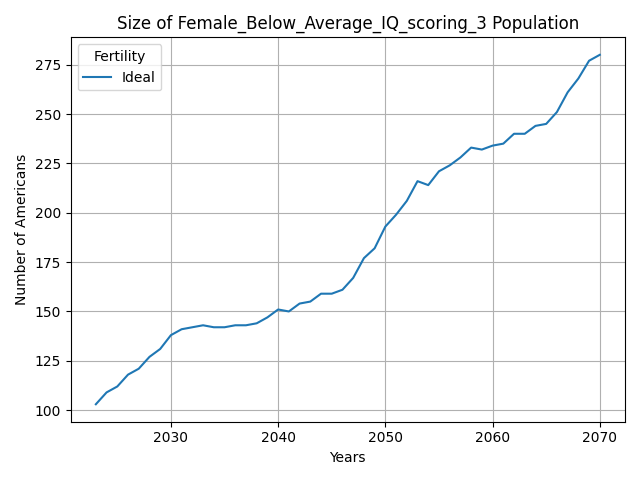 Size of Female_Below_Average_IQ_scoring_3 Population
Fertility
Ideal
Number of Americans
275
250
225
200
175
150
125
100
2030 2040 2050 2060 2070
Years